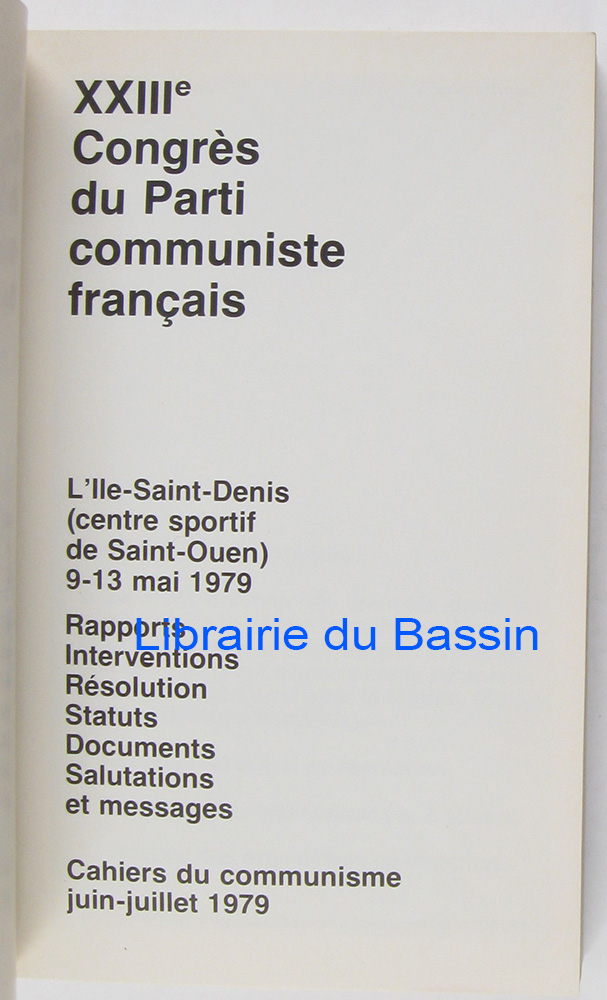 XXIIIe
Congrès
du Parti
communiste
français
L'Ile-Saint-Denis
(centre sportif
de Saint-Ouen)
9-13 mai 1979
Rapports
Librairie du Bassin
Interventions
Résolution
Statuts
Documents
Salutations
et messages
Cahiers du communisme
juin-juillet 1979